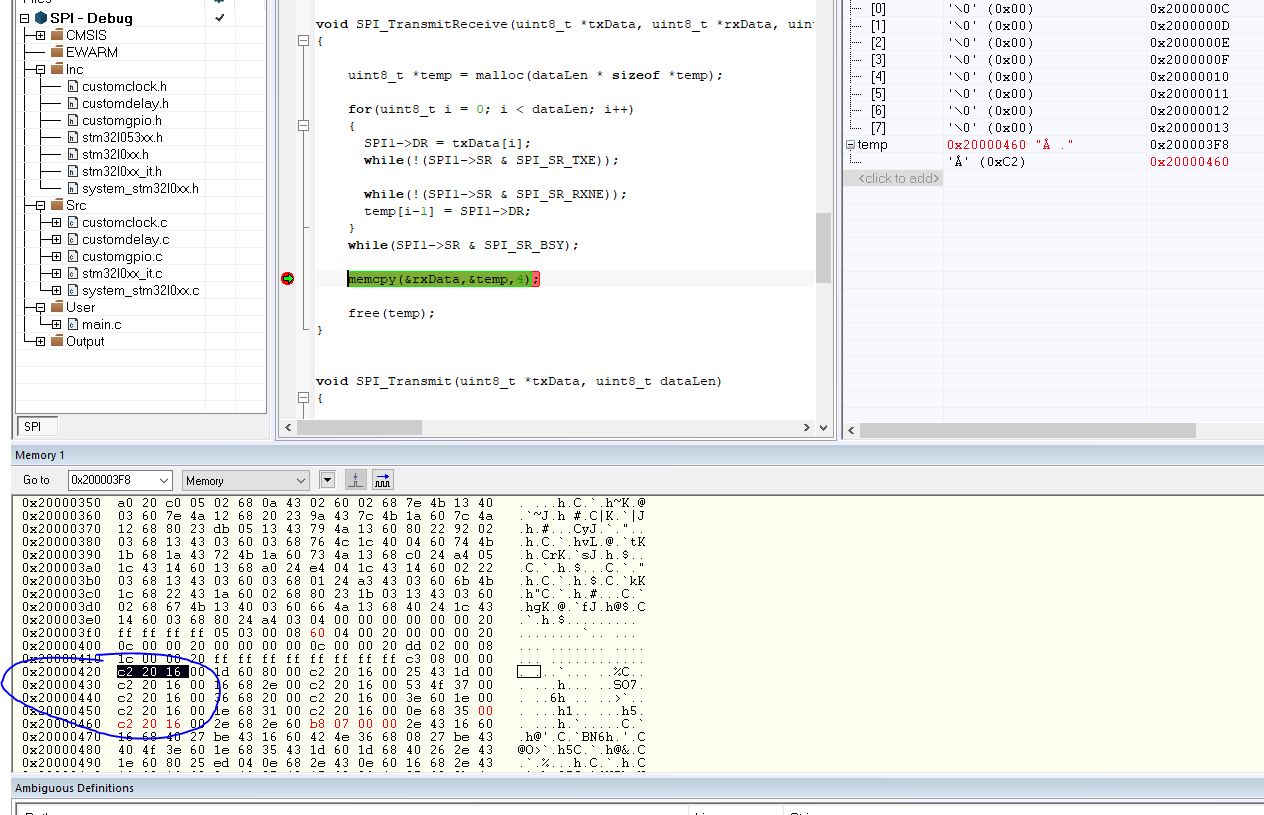 SPI - Debug
CMSIS
EWARM
Inc
customclock.h
customdelay.h
customgpio.h
stm32l053xx.h
stm32l0xx.h
stm32l0xx_it.h
system_stm32l0xx.h
Src
customclock.c
customdelay.c
customgpio.c
stm32l0xx_it.c
system_stm32l0xx.c
User
main.c
Output
SPI
void SPI_TransmitReceive(uint8_t *txData, uint8_t *rxData, uin
{
uint8_t *temp = malloc(dataLen * sizeof *temp);
for(uint8_t i = 0; i < dataLen; i++)
{
SPI1->DR = txData[i];
while(!(SPI1->SR & SPI_SR_TXE));
while(!(SPI1->SR & SPI_SR_RXNE));
temp[i-1] = SPI1->DR;
}
while(SPI1->SR & SPI_SR_BSY);
memcpy(&rxData,&temp,4);
free(temp);
}
void SPI_Transmit(uint8_t *txData, uint8_t dataLen)
{
[0] '\0' (0x00) 0x2000000C
[1] '\0' (0x00) 0x2000000D
[2] '\0' (0x00) 0x2000000E
[3] '\0' (0x00) 0x2000000F
[4] '\0' (0x00) 0x20000010
[5] '\0' (0x00) 0x20000011
[6] '\0' (0x00) 0x20000012
[7] '\0' (0x00) 0x20000013
temp 0x20000460 "Â ." 0x200003F8
'Â' (0xC2) 0x20000460
<click to add>
Memory 1
Go to 0x200003F8 Memory
0x20000350 a0 20 c0 05 02 68 0a 43 02 60 02 68 7e 4b 13 40
0x20000360 03 60 7e 4a 12 68 20 23 9a 43 7c 4b 1a 60 7c 4a
0x20000370 12 68 80 23 db 05 13 43 79 4a 13 60 80 22 92 02
0x20000380 03 68 13 43 03 60 03 68 76 4c 1c 40 04 60 74 4b
0x20000390 1b 68 1a 43 72 4b 1a 60 73 4a 13 68 c0 24 a4 05
0x200003a0 1c 43 14 60 13 68 a0 24 e4 04 1c 43 14 60 02 22
0x200003b0 03 68 13 43 03 60 03 68 01 24 a3 43 03 60 6b 4b
0x200003c0 1c 68 22 43 1a 60 02 68 80 23 1b 03 13 43 03 60
0x200003d0 02 68 67 4b 13 40 03 60 66 4a 13 68 40 24 1c 43
0x200003e0 14 60 03 68 80 24 a4 03 04 00 00 00 00 00 00 20
0x200003f0 ff ff ff ff 05 03 00 08 60 04 00 20 00 00 00 20
0x20000400 0c 00 00 20 00 00 00 00 0c 00 00 20 dd 02 00 08
0x20000410 1c 00 00 20 ff ff ff ff ff ff ff ff c3 08 00 00
0x20000420 c2 20 16 00 1d 60 80 00 c2 20 16 00 25 43 1d 00
0x20000430 c2 20 16 00 16 68 2e 00 c2 20 16 00 53 4f 37 00
0x20000440 c2 20 16 00 36 68 20 00 c2 20 16 00 3e 60 1e 00
0x20000450 c2 20 16 00 1e 68 31 00 c2 20 16 00 0e 68 35 00
0x20000460 c2 20 16 00 2e 68 2e 60 b8 07 00 00 2e 43 16 60
0x20000470 16 68 40 27 be 43 16 60 42 4e 36 68 08 27 be 43
0x20000480 40 4f 3e 60 1e 68 35 43 1d 60 1d 68 40 26 2e 43
0x20000490 1e 60 80 25 ed 04 0e 68 2e 43 0e 60 16 68 2e 43
Ambiguous Definitions